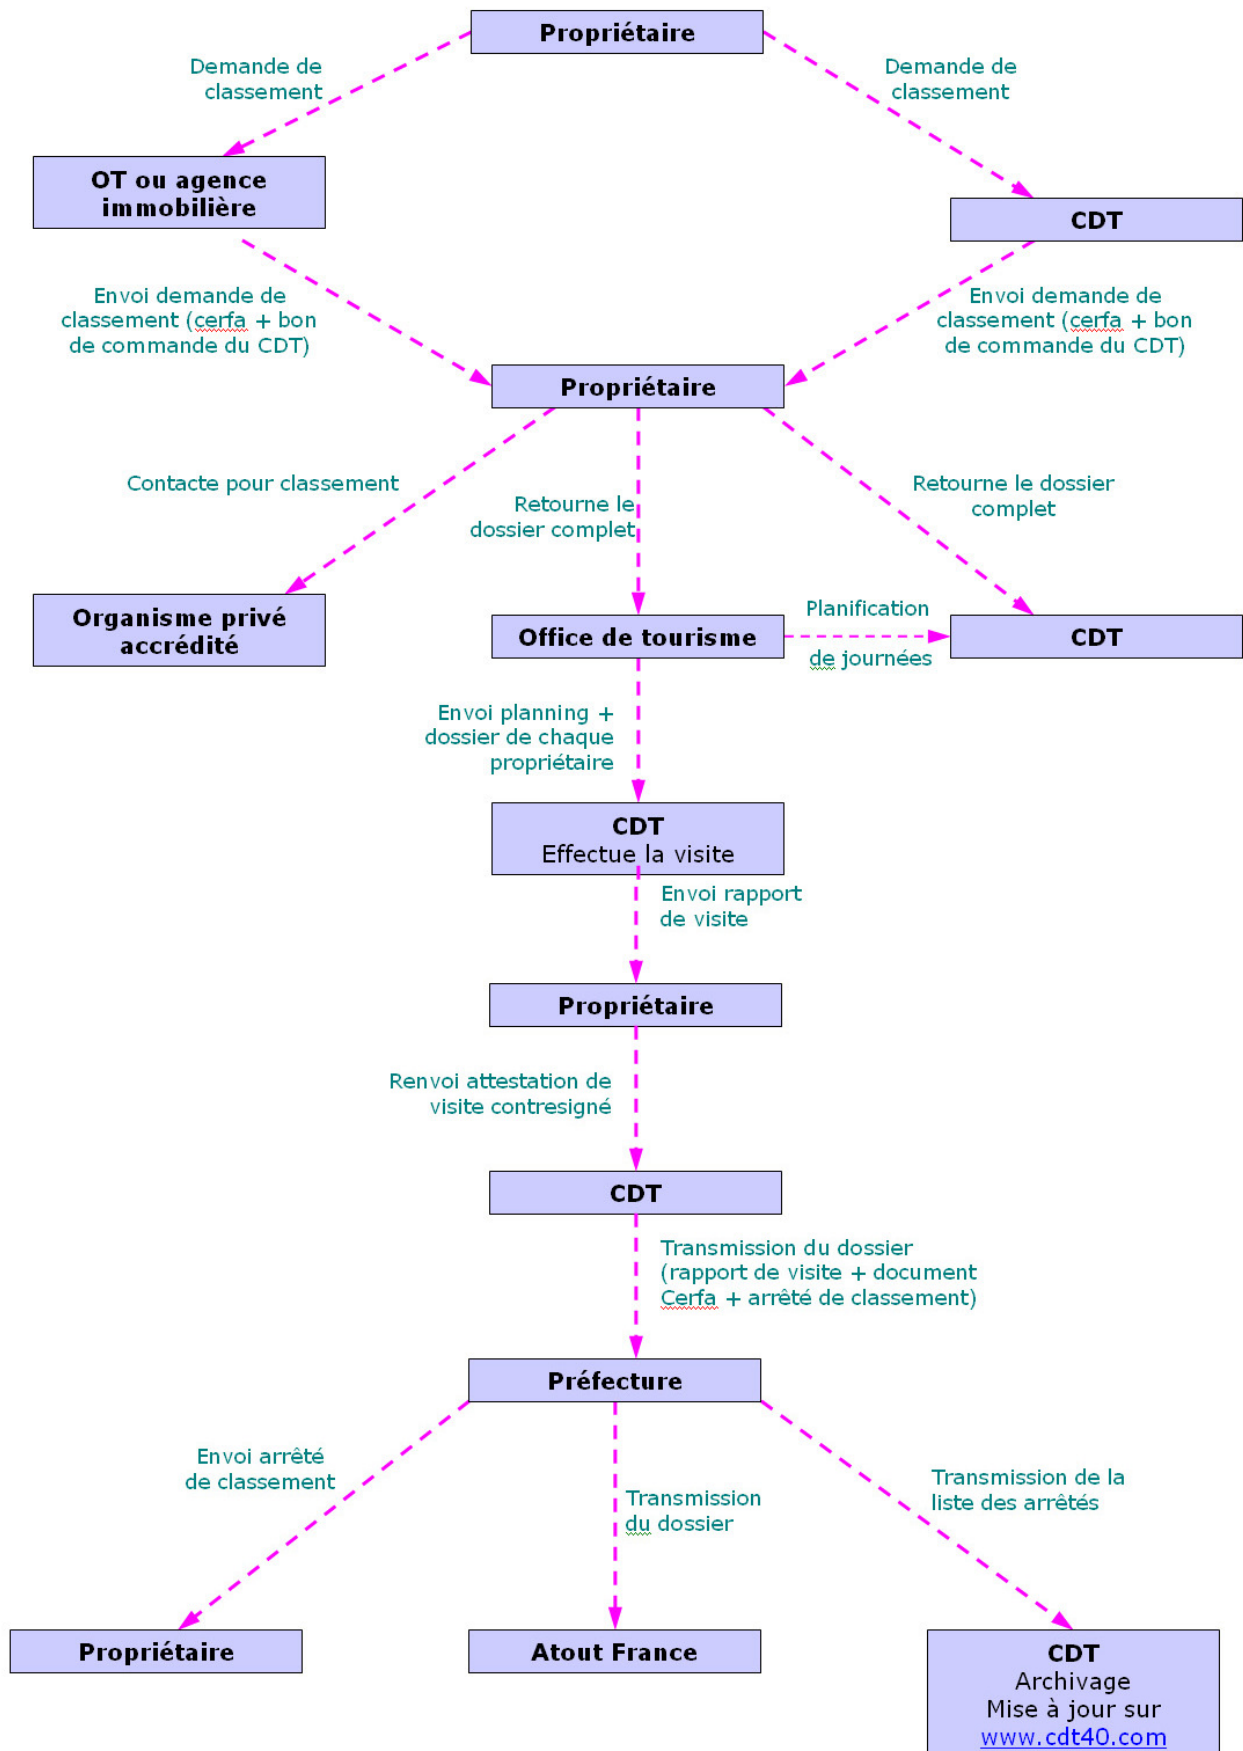 Propriétaire
Demande de
classement
Demande de
classement
OT ou agence
immobilière
CDT
Envoi demande de
classement (cerfa + bon
de commande du CDT)
Envoi demande de
classement (cerfa + bon
de commande du CDT)
Propriétaire
Contacte pour classement
Retourne le
dossier complet
Retourne le dossier
complet
Organisme privé
accrédité
Office de tourisme
Planification
de journées
CDT
Envoi planning +
dossier de chaque
propriétaire
CDT
Effectue la visite
Envoi rapport
de visite
Propriétaire
Renvoi attestation de
visite contresigné
CDT
Transmission du dossier
(rapport de visite + document
Cerfa + arrêté de classement)
Préfecture
Envoi arrêté
de classement
Transmission
du dossier
Transmission de la
liste des arrêtés
Propriétaire
Atout France
CDT
Archivage
Mise à jour sur
www.cdt40.com